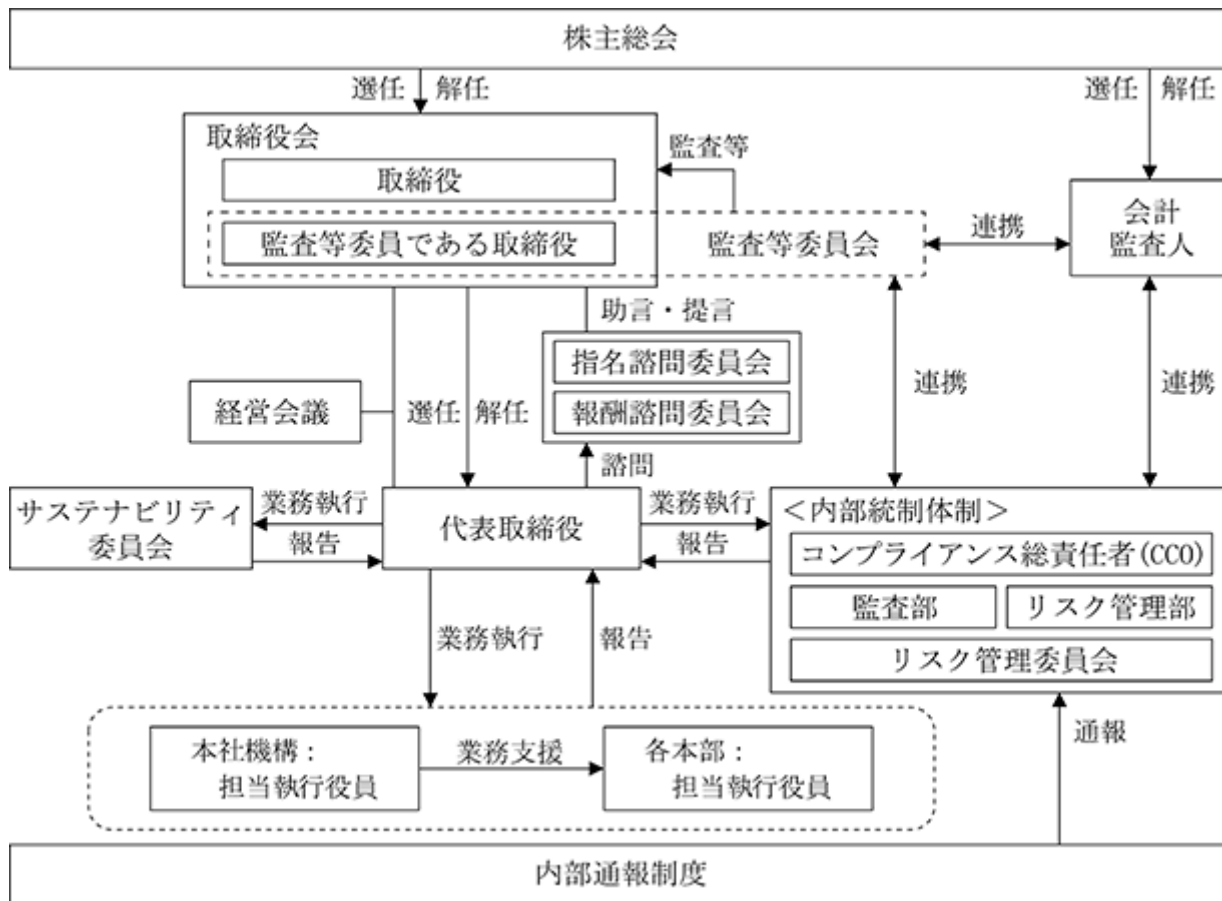 株主総会
選任 解任
選任 解任
取締役会
監査等
取締役
会計
監査人
監査等委員である取締役
監査等委員会
連携
助言・提言
指名諮問委員会
報酬諮問委員会
連携
連携
経営会議
選任 解任
諮問
サステナビリティ
委員会
業務執行
報告
代表取締役
業務執行
報告
＜内部統制体制＞
コンプライアンス総責任者(CCO)
監査部
リスク管理部
リスク管理委員会
業務執行
報告
通報
本社機構：
担当執行役員
業務支援
各本部：
担当執行役員
内部通報制度